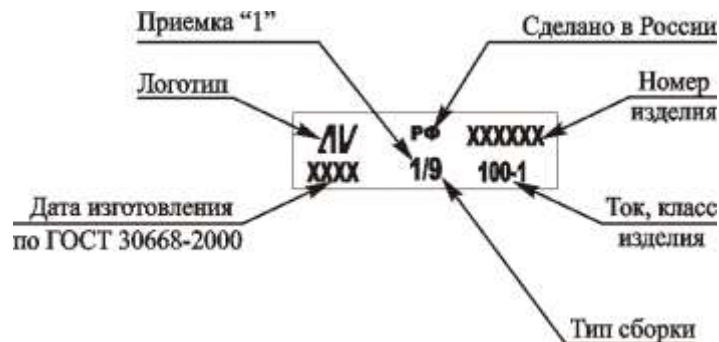 Приемка “1”
Сделано в России
Логотип
Номер
изделия
РФ XXXXXX
XXXX 1/9 100-1
Дата изготовления
по ГОСТ 30668-2000
Ток, класс
изделия
Тип сборки